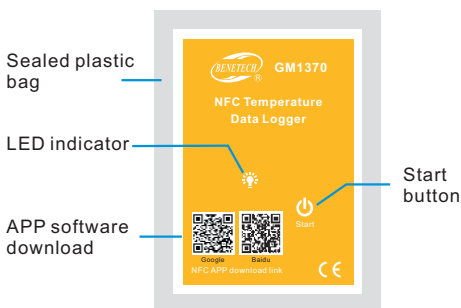 Sealed plastic
bag
BENETECH ® GM1370
NFC Temperature
Data Logger
LED indicator
Start
button
Start
APP software
download
Google Baidu
NFC APP download link
CE